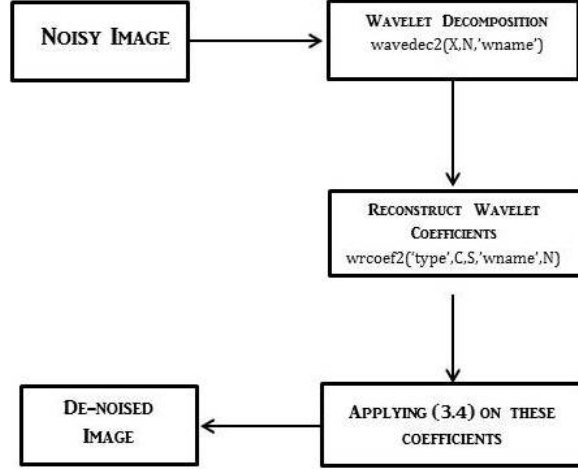 NOISY IMAGE
WAVELET DECOMPOSITION
wavedec2(X,N,'wname')
RECONSTRUCT WAVELET
COEFFICIENTS
wrcoef2('type',C,S,'wname',N)
APPLYING (3.4) ON THESE
COEFFICIENTS
DE-NOISED
IMAGE